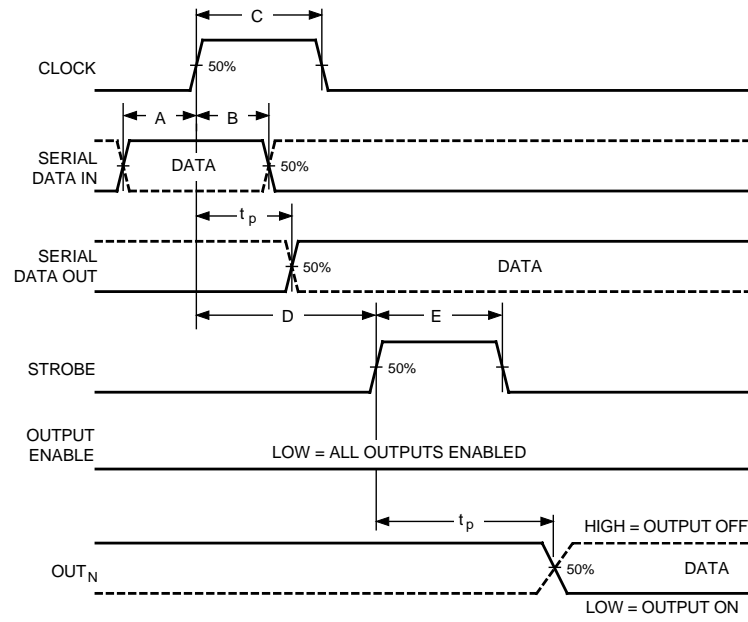 C
CLOCK
50%
A
B
SERIAL
DATA IN
DATA
50%
t p
SERIAL
DATA OUT
50%
DATA
D
E
STROBE
50%
OUTPUT
ENABLE
LOW = ALL OUTPUTS ENABLED
t p
HIGH = OUTPUT OFF
OUT N
50%
DATA
LOW = OUTPUT ON